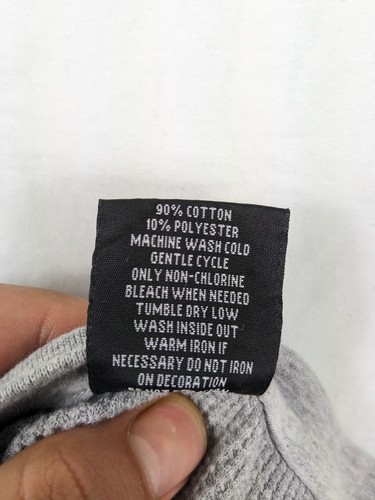 90% COTTON
10% POLYESTER
MACHINE WASH COLD
GENTLE CYCLE
ONLY NON-CHLORINE
BLEACH WHEN NEEDED
TUMBLE DRY LOW
WASH INSIDE OUT
WARM IRON IF
NECESSARY DO NOT IRON
ON DECORATION